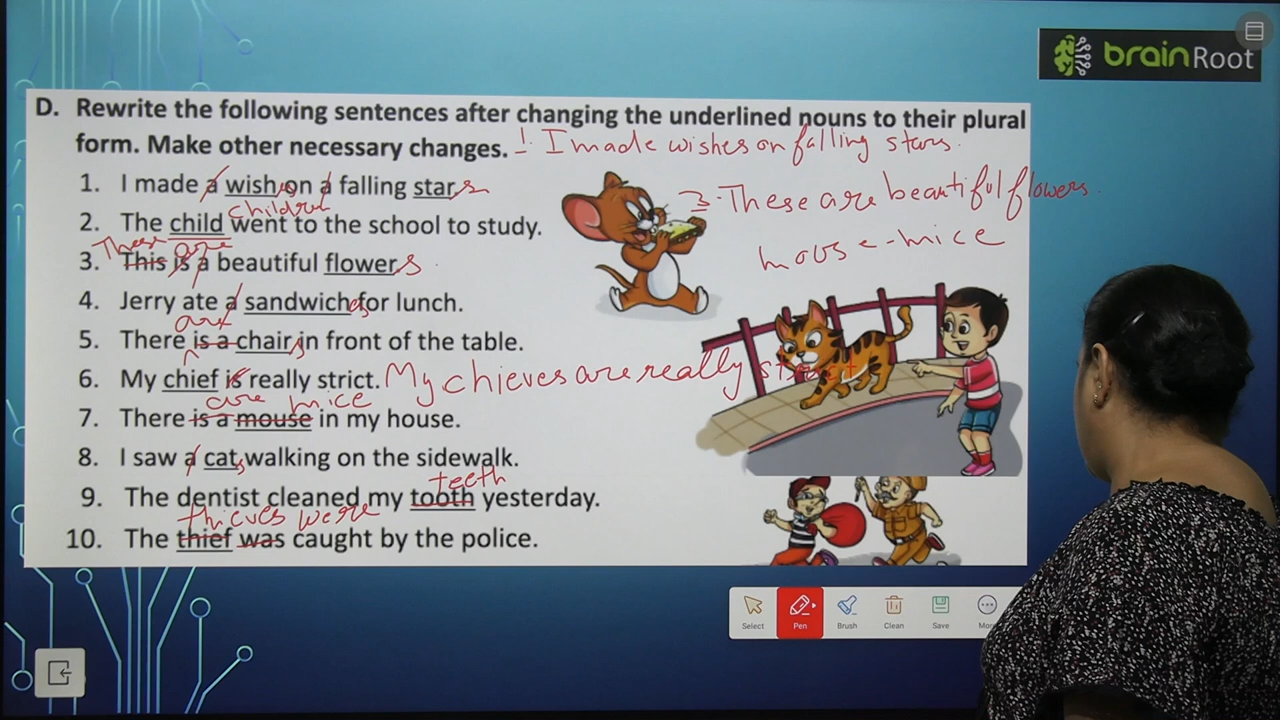 brainRoot
D. Rewrite the following sentences after changing the underlined nouns to their plural
form. Make other necessary changes. 1. I made wishes on falling stars.
1. I made a wish on a falling star s
children
2. The child went to the school to study.
3. These are beautiful flowers.
These are
3. This is a beautiful flower s
mouse-mice
4. Jerry ate a sandwich es for lunch.
are
5. There is a chair s in front of the table.
6. My chief is really strict. My chieves are really strict
are mice
7. There is a mouse in my house.
8. I saw a cat s walking on the sidewalk.
teeth
9. The dentist cleaned my tooth yesterday.
thieves were
10. The thief was caught by the police.
Select Pen Brush Clean Save More